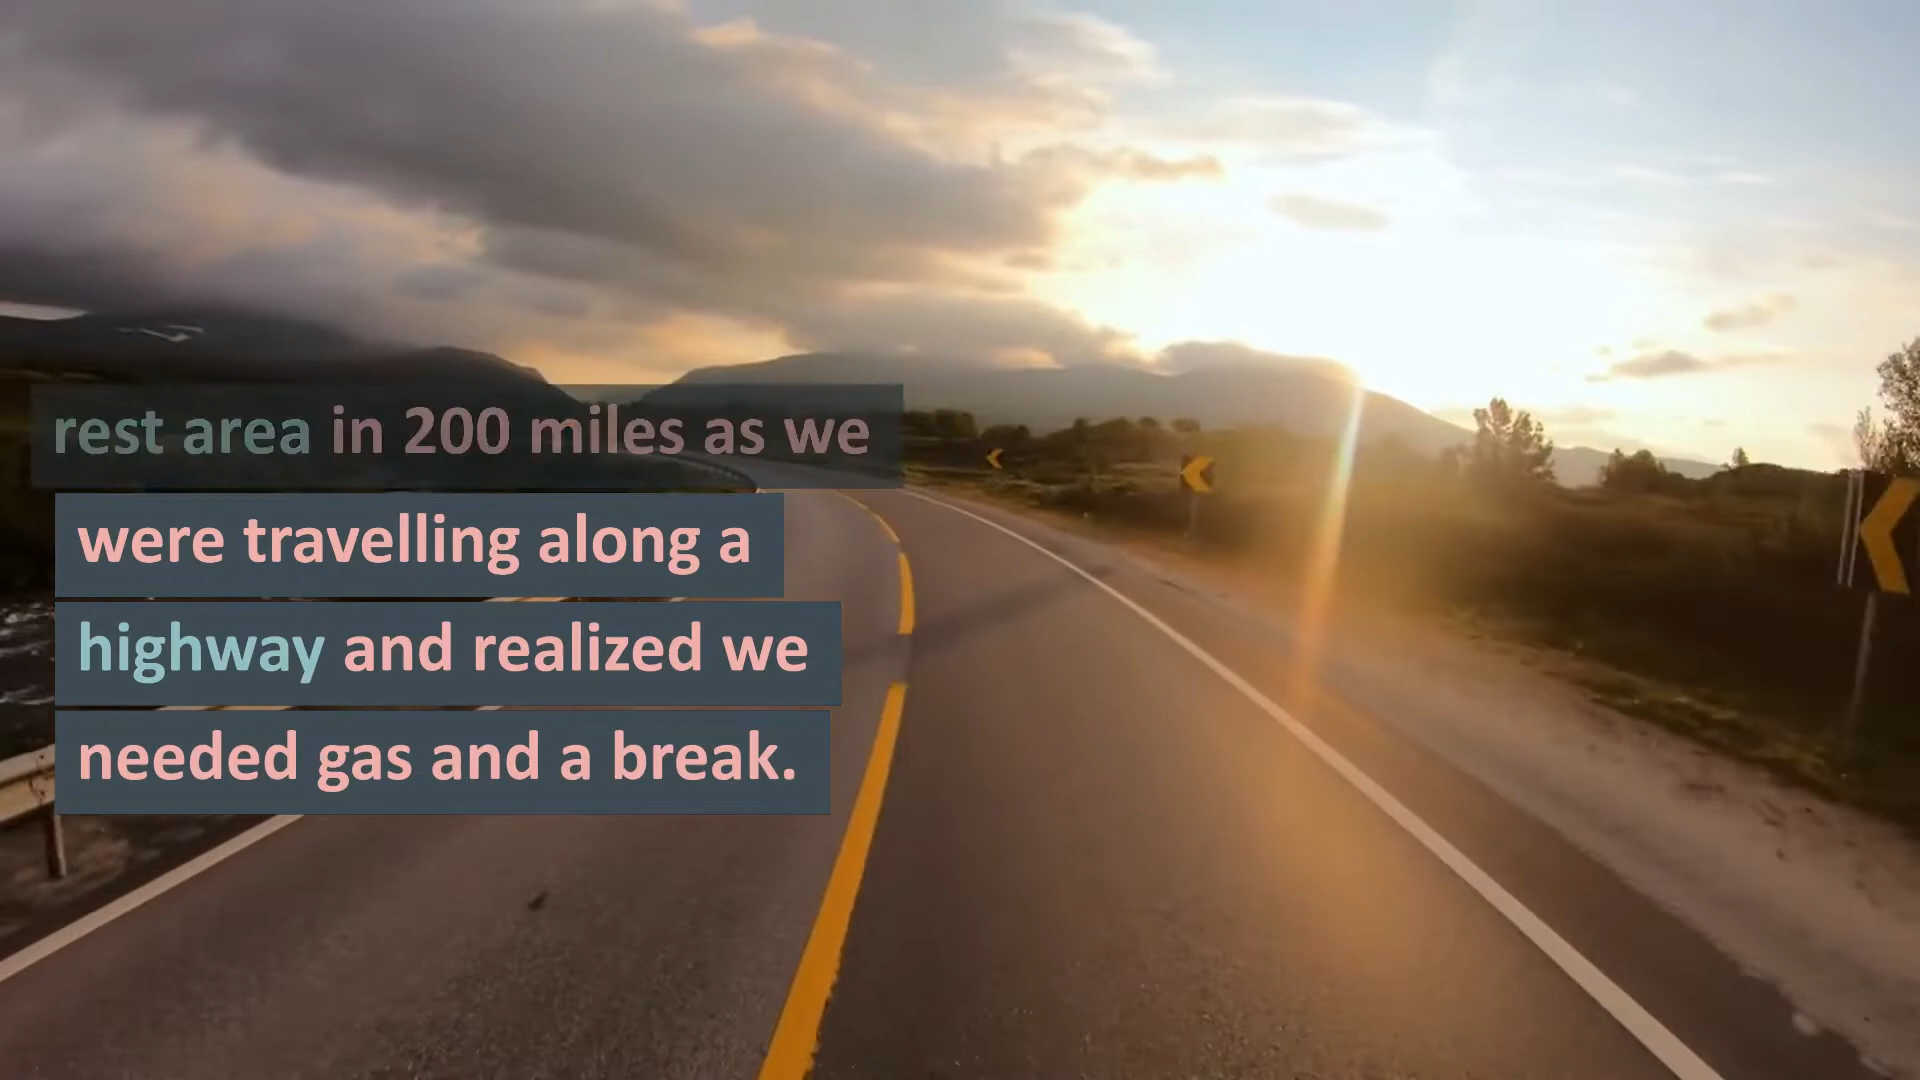 rest area in 200 miles as we
were travelling along a
highway and realized we
needed gas and a break.